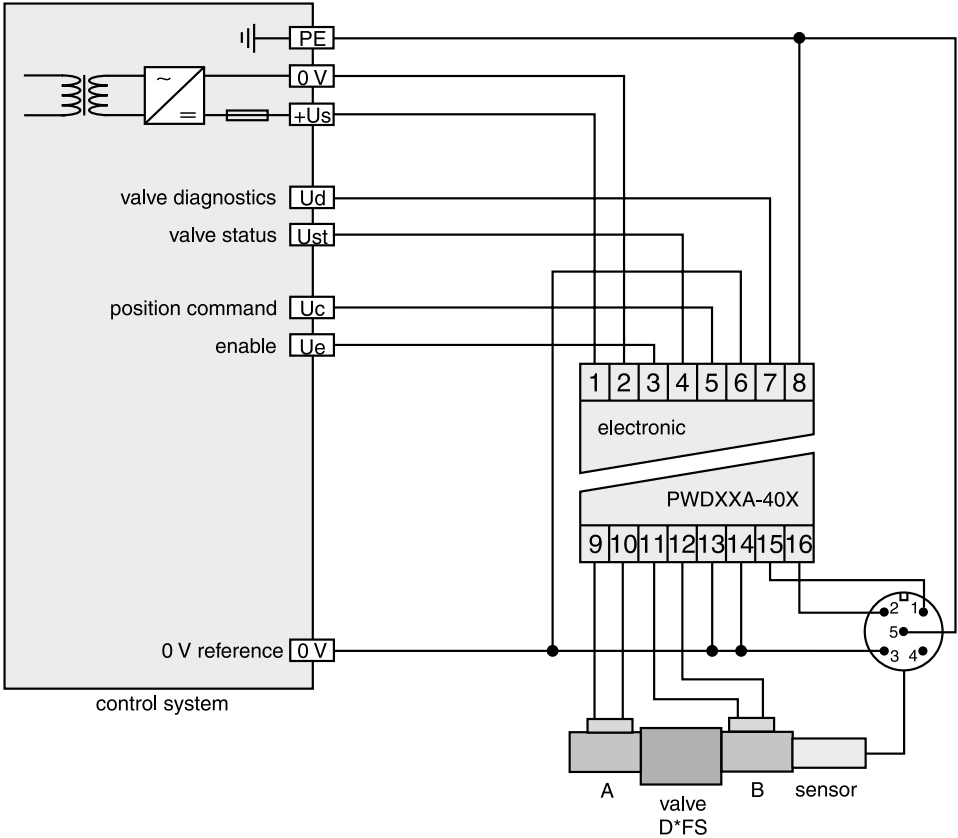 PE
0 V
~
=
+Us
valve diagnostics Ud
valve status Ust
position command Uc
enable Ue
1 2 3 4 5 6 7 8
electronic
PWDXXA-40X
9 10 11 12 13 14 15 16
2 1
5
3 4
0 V reference 0 V
control system
A
B
sensor
valve
D*FS